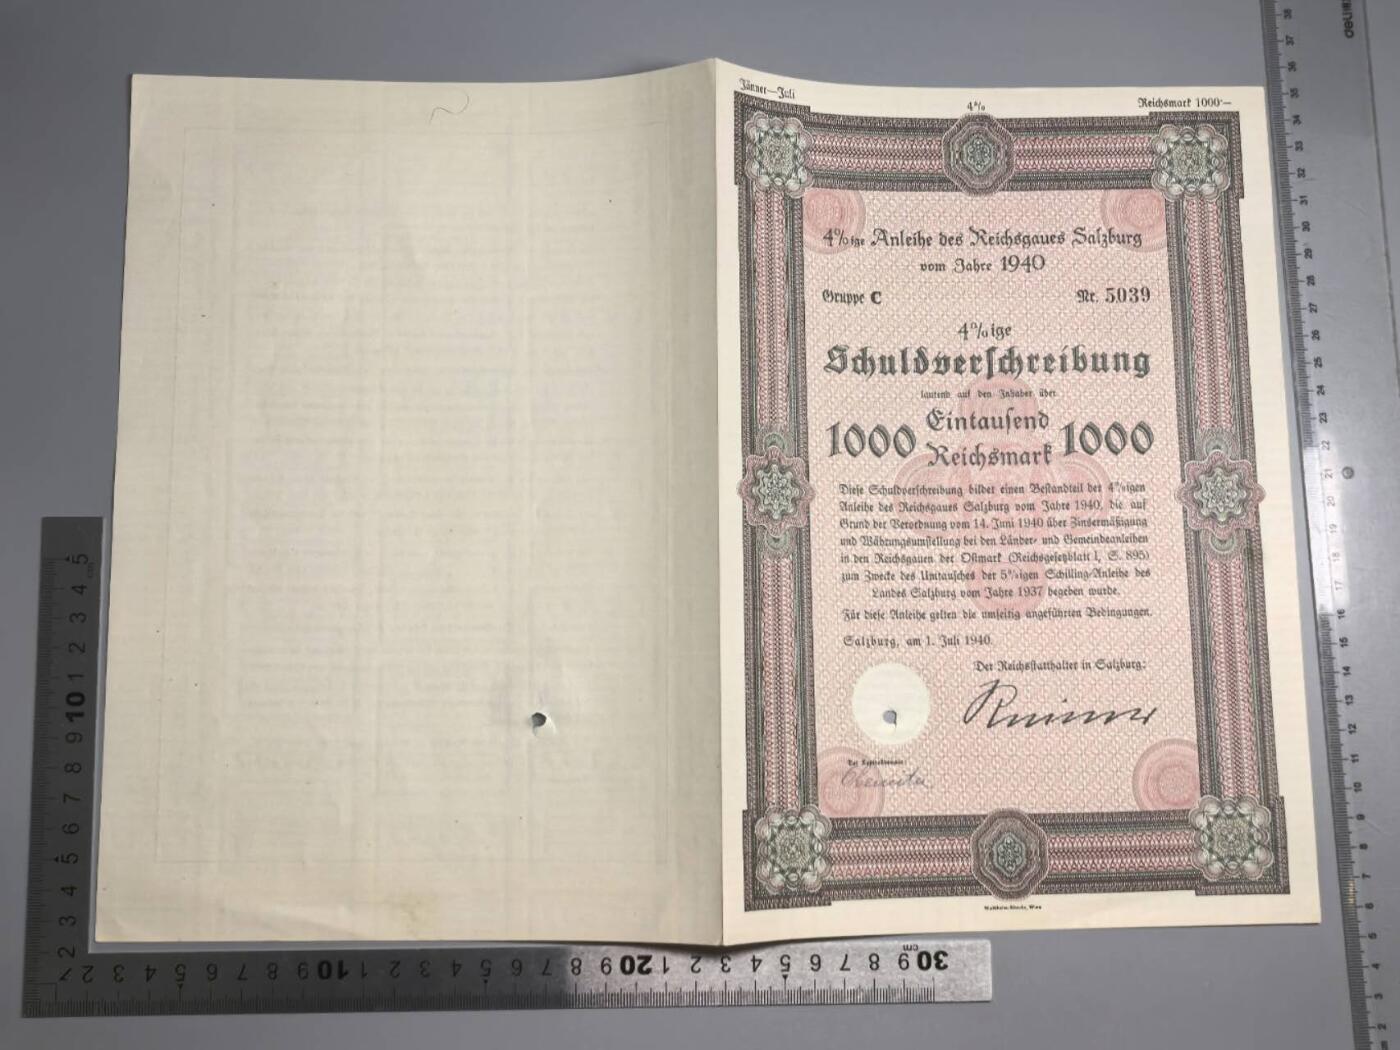 Jänner—Juli
4%
Reichsmark 1000·—
4%ige Anleihe des Reichsgaues Salzburg
vom Jahre 1940
Gruppe C
Nr. 5039
4%ige
Schuldverschreibung
lautend auf den Inhaber über
1000 Eintausend Reichsmark 1000
Diese Schuldverschreibung bildet einen Bestandteil der 4%igen
Anleihe des Reichsgaues Salzburg vom Jahre 1940, die auf
Grund der Verordnung vom 14. Juni 1940 über Zinsermäßigung
und Währungsumstellung bei den Länder- und Gemeindeanleihen
in den Reichsgauen der Ostmark (Reichsgesetzblatt I, S. 895)
zum Zwecke des Umtausches der 5%igen Schilling-Anleihe des
Landes Salzburg vom Jahre 1937 begeben wurde.
Für diese Anleihe gelten die umseitig angeführten Bedingungen.
Salzburg, am 1. Juli 1940.
Der Reichsstatthalter in Salzburg: